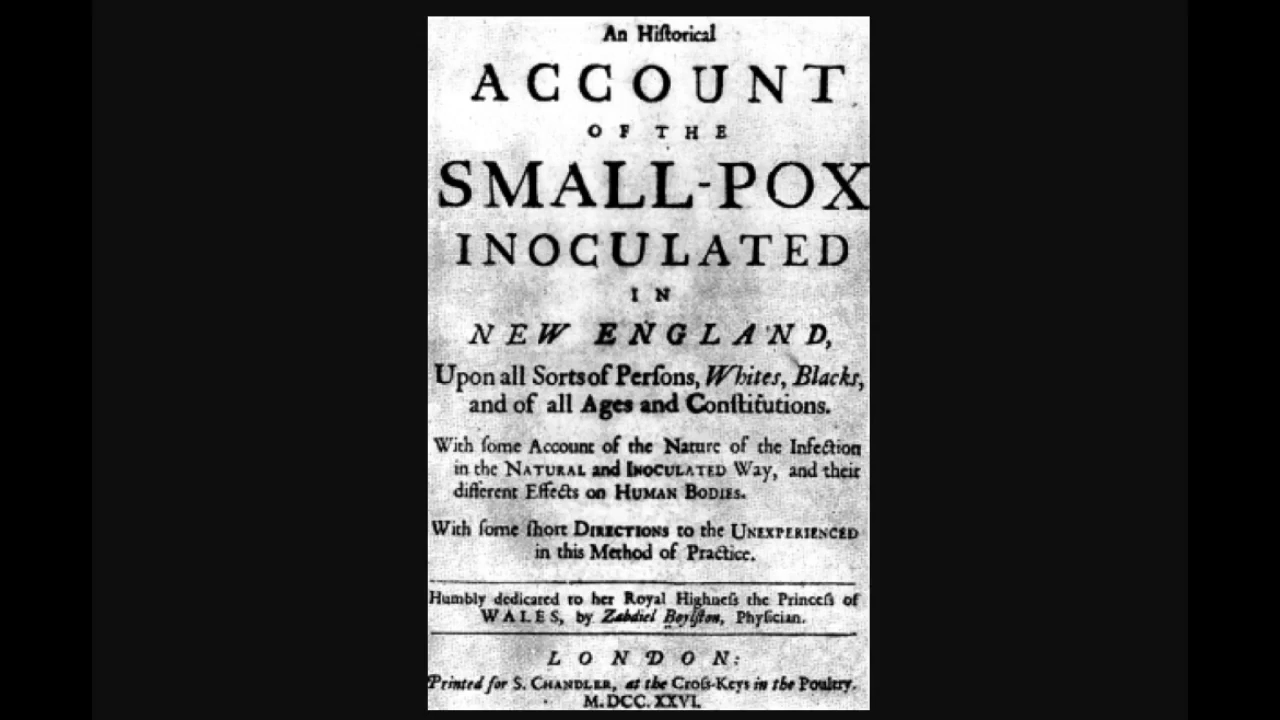 An Hiſtorical
ACCOUNT
OF THE
SMALL-POX
INOCULATED
IN
NEW ENGLAND,
Upon all Sorts of Perſons, Whites, Blacks,
and of all Ages and Conſtitutions.
With ſome Account of the Nature of the Infection
in the NATURAL and INOCULATED Way, and their
different Effects on HUMAN BODIES.
With ſome ſhort DIRECTIONS to the UNEXPERIENCED
in this Method of Practice.
Humbly dedicated to her Royal Highneſs the Princeſs of
WALES, by Zabdiel Boylſton, Phyſician.
LONDON:
Printed for S. CHANDLER, at the Croſs-Keys in the Poultry.
M.DCC.XXVI.